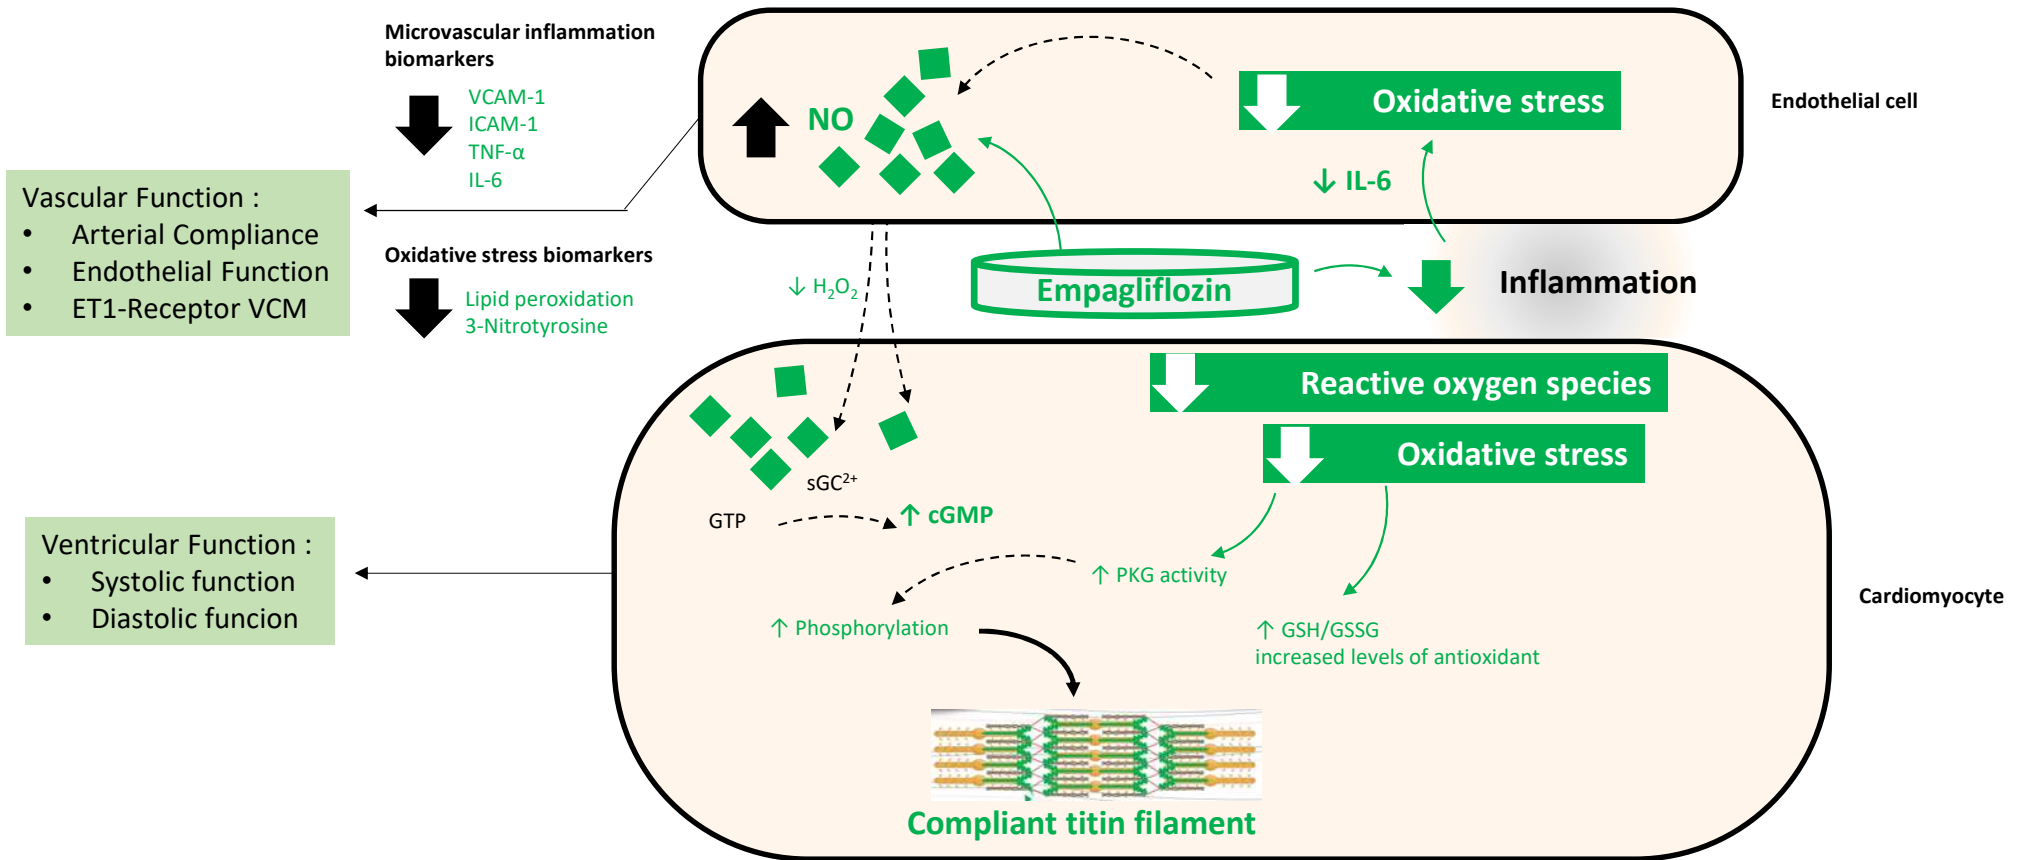 Microvascular inflammation
biomarkers
VCAM-1
ICAM-1
TNF-α
IL-6
Vascular Function :
• Arterial Compliance
• Endothelial Function
• ET1-Receptor VCM
Oxidative stress biomarkers
Lipid peroxidation
3-Nitrotyrosine
NO
Oxidative stress
↓ IL-6
Endothelial cell
↓ H₂O₂
Empagliflozin
Inflammation
Reactive oxygen species
Oxidative stress
sGC²⁺
GTP
↑ cGMP
↑ PKG activity
↑ Phosphorylation
↑ GSH/GSSG
increased levels of antioxidant
Compliant titin filament
Cardiomyocyte
Ventricular Function :
• Systolic function
• Diastolic funcion